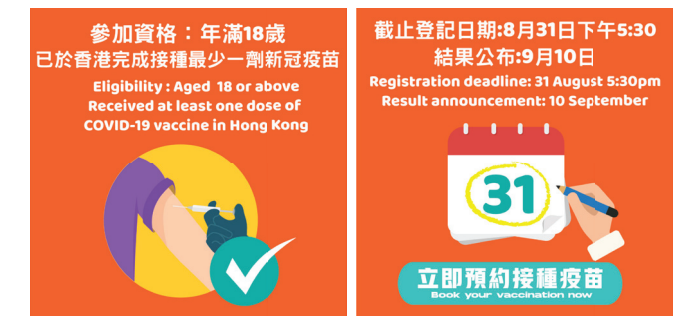 參加資格：年滿18歲
已於香港完成接種最少一劑新冠疫苗
Eligibility : Aged 18 or above
Received at least one dose of
COVID-19 vaccine in Hong Kong
截止登記日期:8月31日下午5:30
結果公布:9月10日
Registration deadline: 31 August 5:30pm
Result announcement: 10 September
31
立即預約接種疫苗
Book your vaccination now